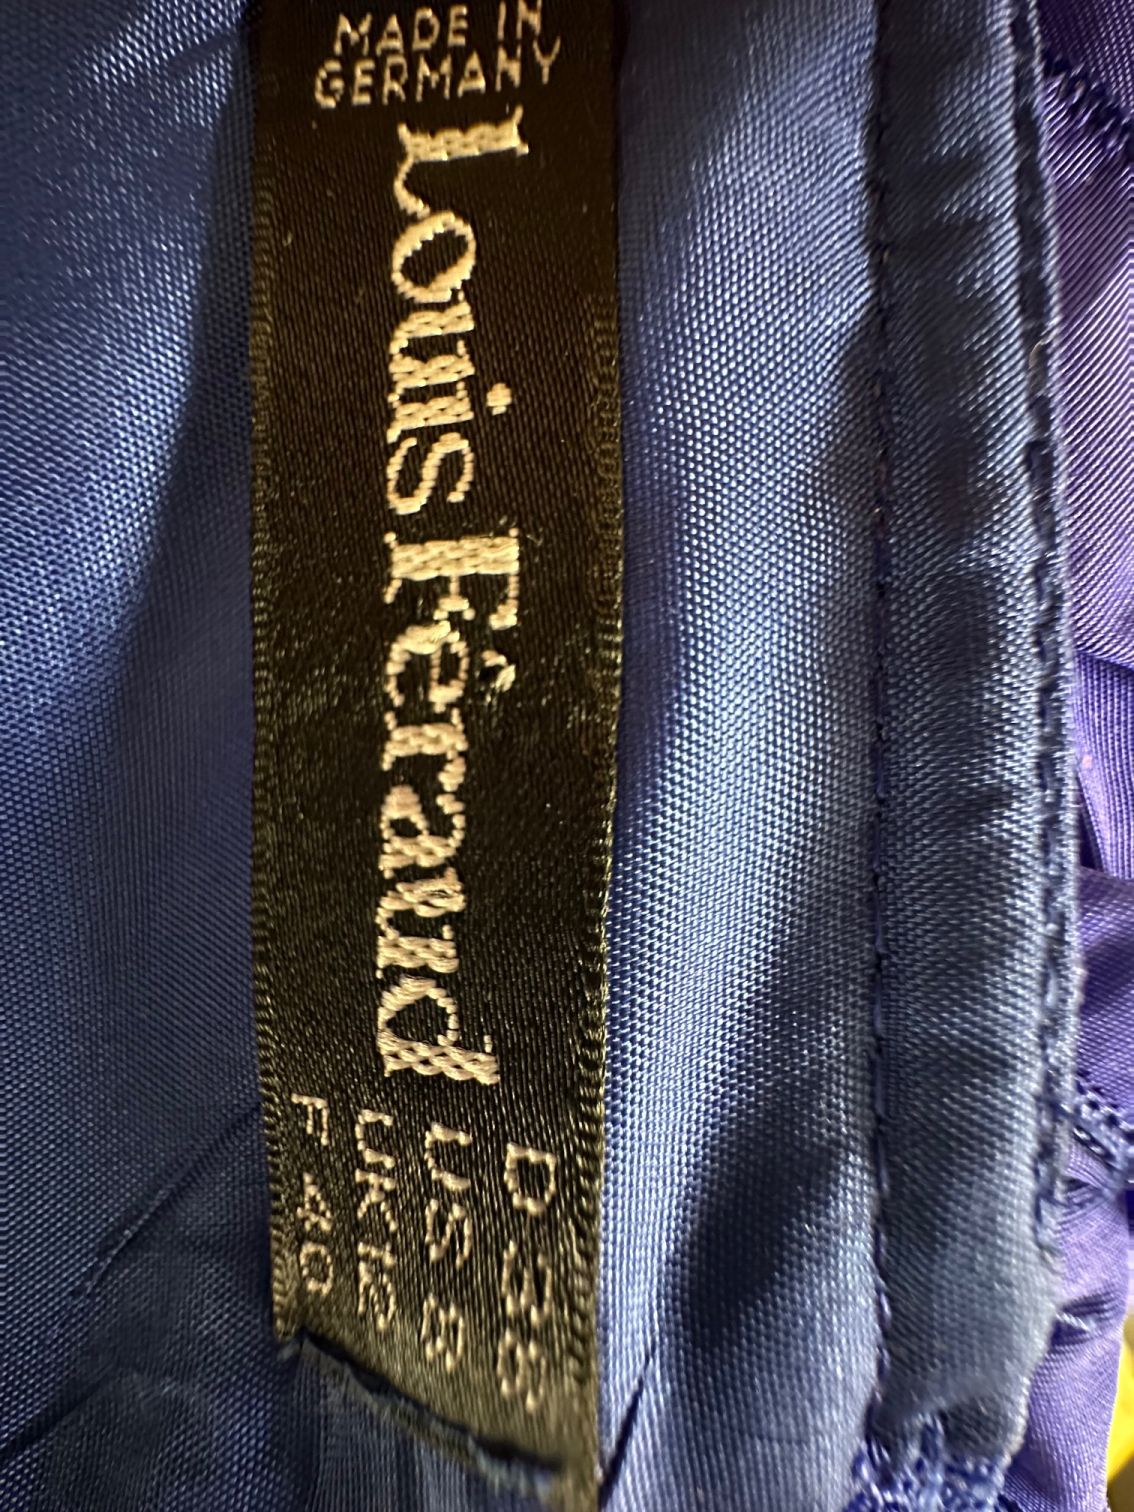 MADE IN
GERMANY
Louis Féraud
D-38
US 8
UK 12
F 40